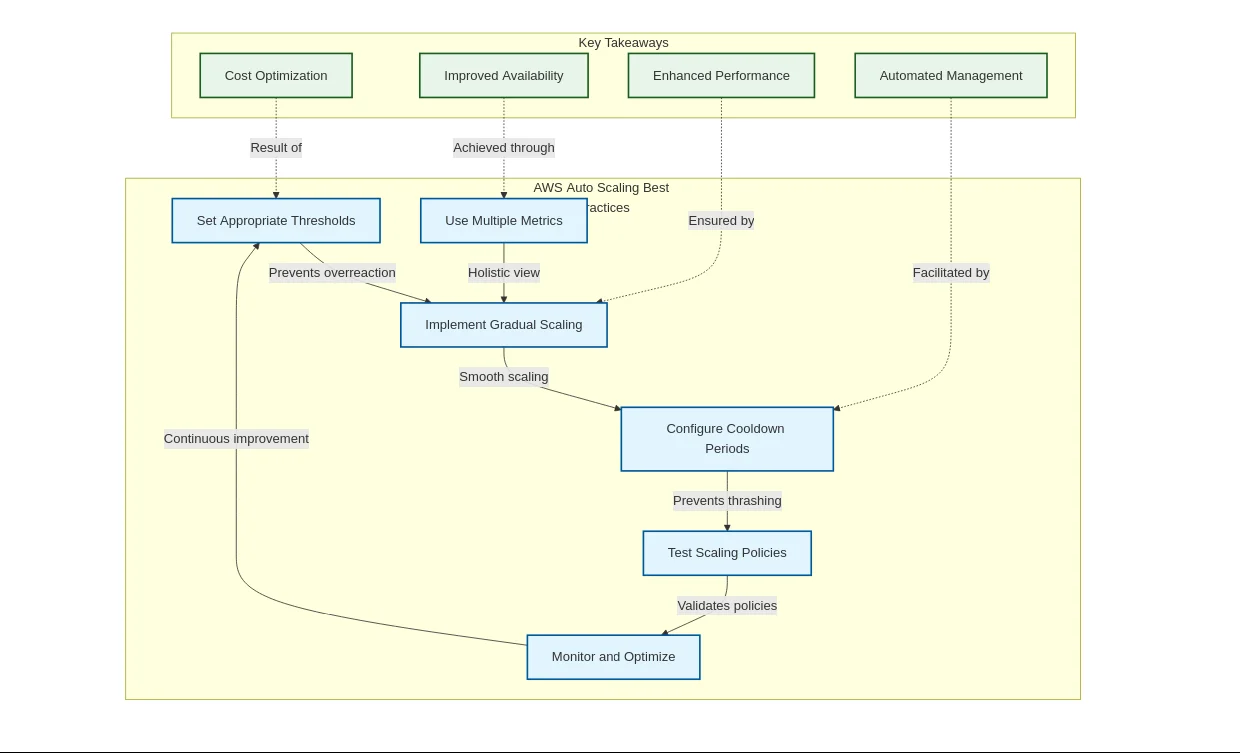 Key Takeaways
Cost Optimization
Improved Availability
Enhanced Performance
Automated Management
Result of
Achieved through
AWS Auto Scaling Best
ractices
Set Appropriate Thresholds
Use Multiple Metrics
Ensured by
Prevents overreaction
Holistic view
Facilitated by
Implement Gradual Scaling
Smooth scaling
Configure Cooldown
Periods
Continuous improvement
Prevents thrashing
Test Scaling Policies
Validates policies
Monitor and Optimize